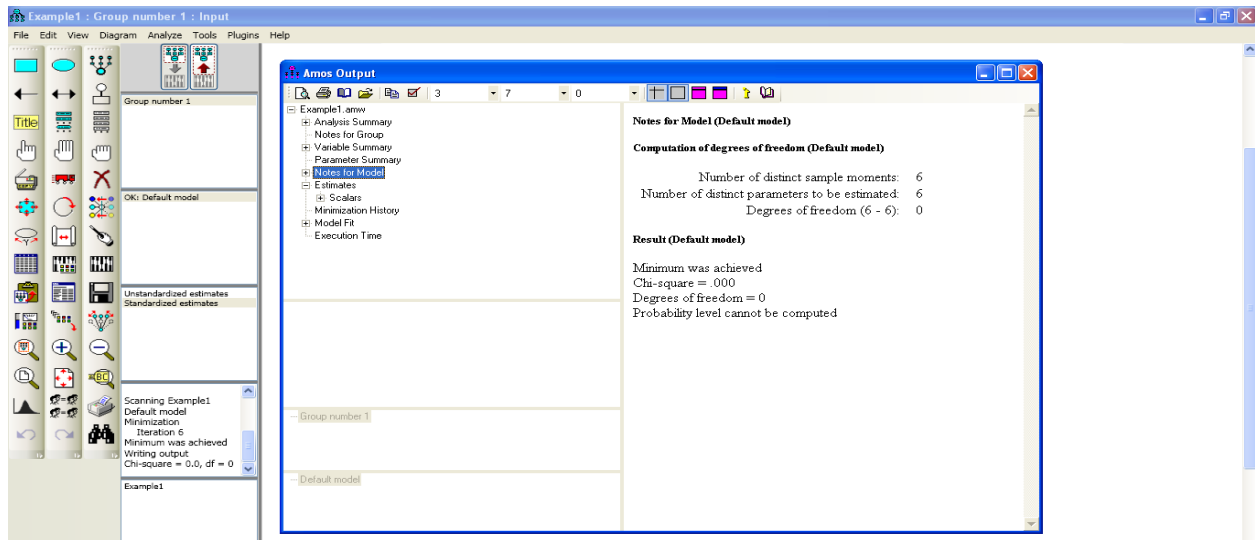 Example1 : Group number 1 : Input
File Edit View Diagram Analyze Tools Plugins Help
Title
Group number 1
OK: Default model
Unstandardized estimates
Standardized estimates
Scanning Example1
Default model
Minimization
Iteration 6
Minimum was achieved
Writing output
Chi-square = 0.0, df = 0
Example1
Amos Output
3 7 0
Example1.amw
Analysis Summary
Notes for Group
Variable Summary
Parameter Summary
Notes for Model
Estimates
Scalars
Minimization History
Model Fit
Execution Time
Group number 1
Default model
Notes for Model (Default model)
Computation of degrees of freedom (Default model)
Number of distinct sample moments: 6
Number of distinct parameters to be estimated: 6
Degrees of freedom (6 - 6): 0
Result (Default model)
Minimum was achieved
Chi-square = .000
Degrees of freedom = 0
Probability level cannot be computed